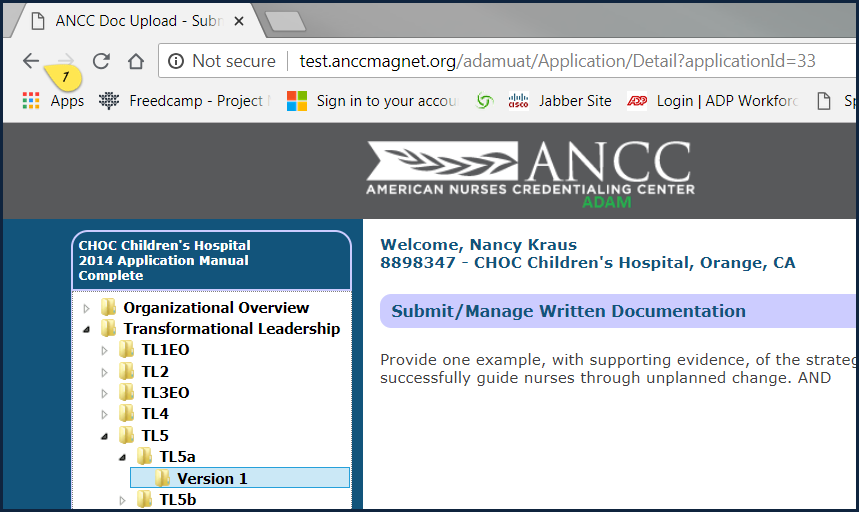 ANCC Doc Upload - Subm
1
Not secure | test.anccmagnet.org/adamuat/Application/Detail?applicationId=33
Apps Freedcamp - Project Sign in to your accou cisco Jabber Site ADP Login | ADP Workforc Sp
ANCC
AMERICAN NURSES CREDENTIALING CENTER
ADAM
CHOC Children's Hospital
2014 Application Manual
Complete
Organizational Overview
Transformational Leadership
TL1EO
TL2
TL3EO
TL4
TL5
TL5a
Version 1
TL5b
Welcome, Nancy Kraus
8898347 - CHOC Children's Hospital, Orange, CA
Submit/Manage Written Documentation
Provide one example, with supporting evidence, of the strateg
successfully guide nurses through unplanned change. AND